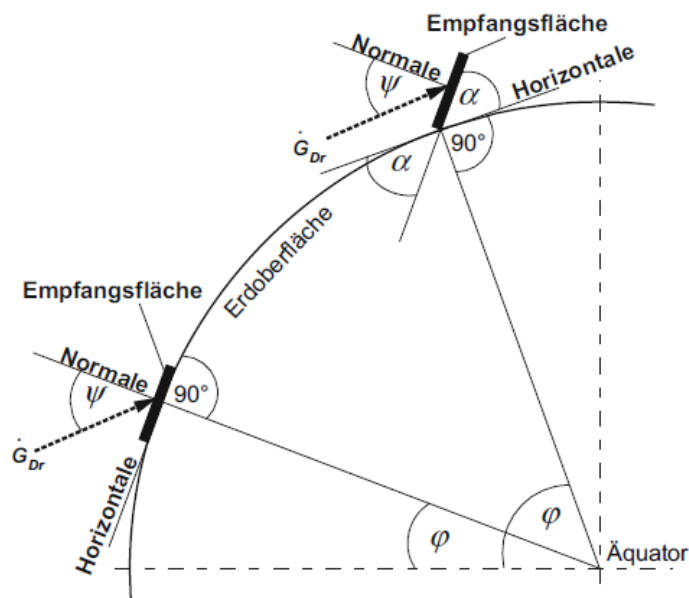 Empfangsfläche
Normale
Horizontale
ψ
α
Ġ_Dr
90°
α
Erdoberfläche
Empfangsfläche
Normale
ψ
90°
Ġ_Dr
Horizontale
φ
φ
Äquator